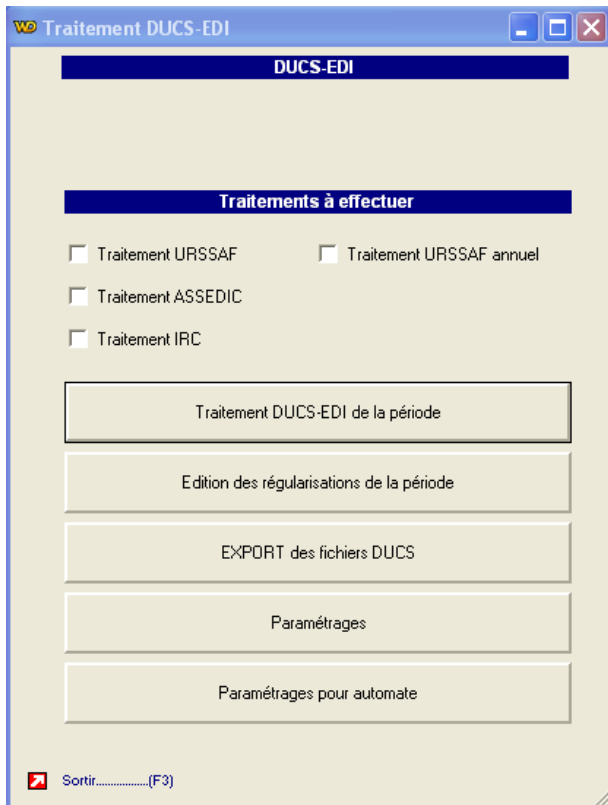 WD Traitement DUCS-EDI
DUCS-EDI
Traitements à effectuer
Traitement URSSAF Traitement URSSAF annuel
Traitement ASSEDIC
Traitement IRC
Traitement DUCS-EDI de la période
Edition des régularisations de la période
EXPORT des fichiers DUCS
Paramétrages
Paramétrages pour automate
Sortir.................(F3)